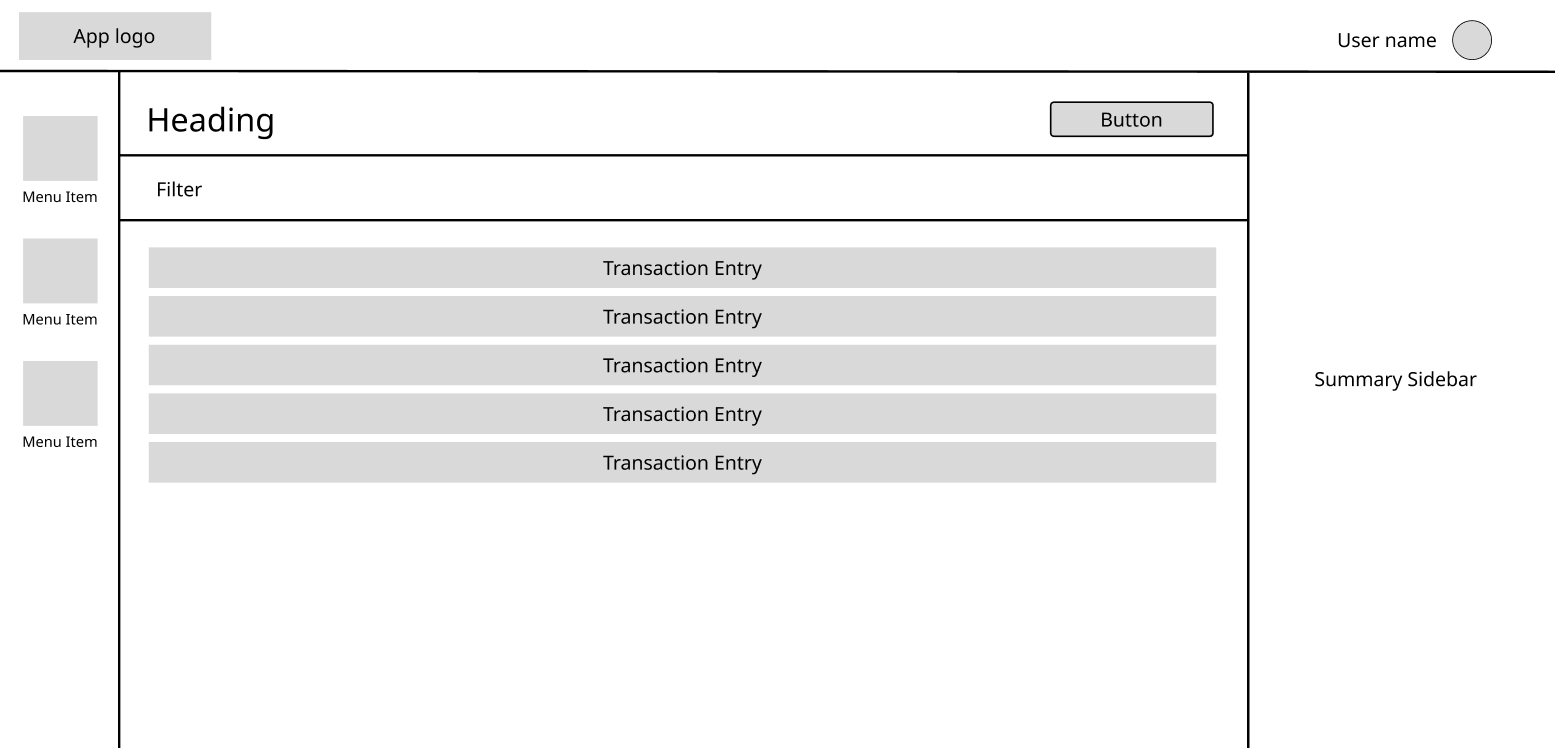 App logo
User name
Menu Item
Menu Item
Menu Item
Heading
Button
Filter
Transaction Entry
Transaction Entry
Transaction Entry
Transaction Entry
Transaction Entry
Summary Sidebar